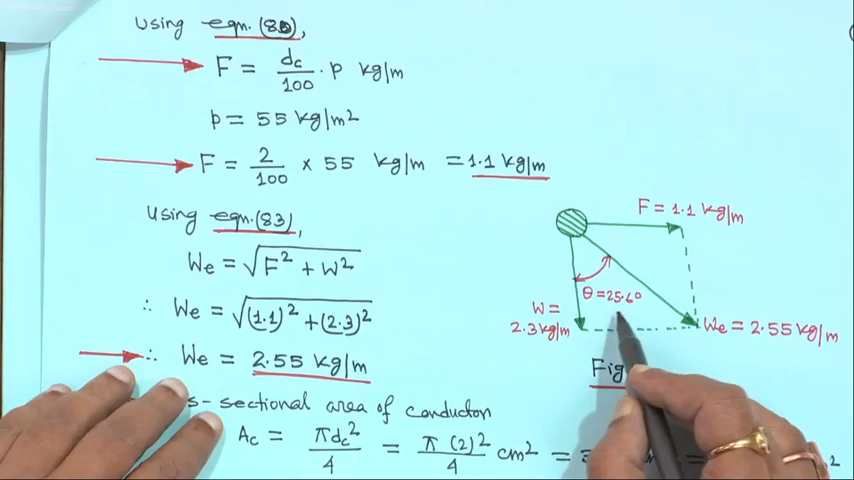 Using eqn.(80),
F = dc/100 · p kg/m
p = 55 kg/m2
F = 2/100 × 55 kg/m = 1.1 kg/m
Using eqn.(83),
We = √F2 + W2
∴ We = √(1.1)2 + (2.3)2
∴ We = 2.55 kg/m
s-sectional area of conductor
Ac = πdc2/4 = π(2)2/4 cm2 =
F = 1.1 kg/m
θ = 25.6°
W =
2.3 kg/m
We = 2.55 kg/m
Fig